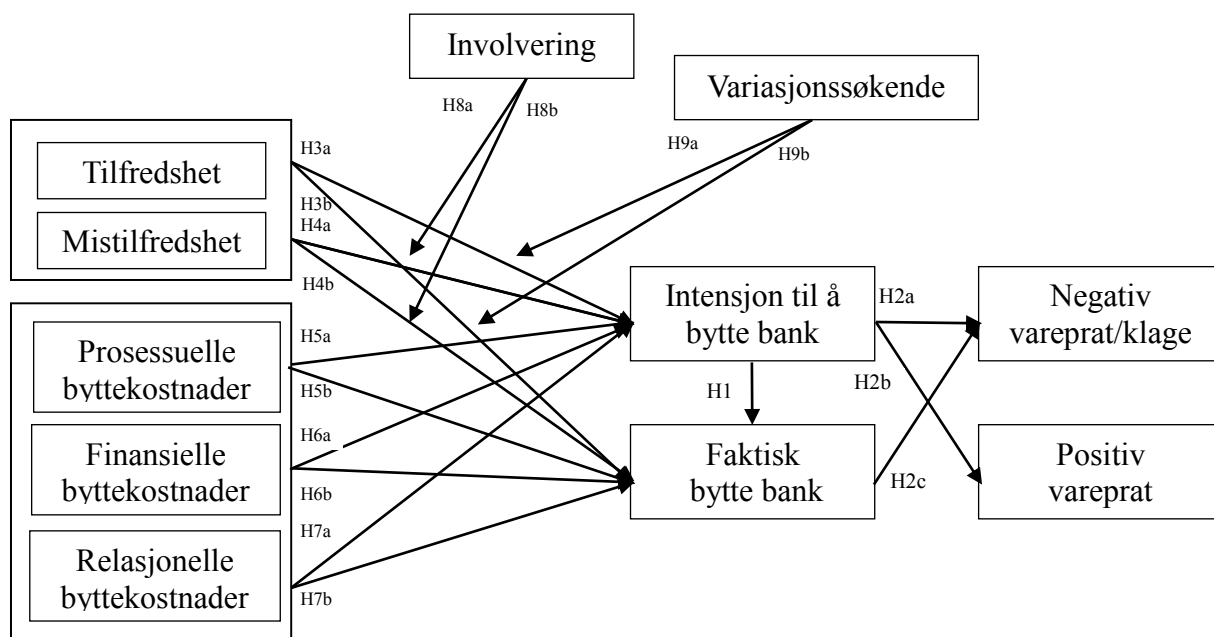 Involvering
Variasjonssøkende
H8a
H8b
H9a
H9b
Tilfredshet
Mistilfredshet
H3a
H3b
H4a
H4b
Prosessuelle
byttekostnader
Finansielle
byttekostnader
Relasjonelle
byttekostnader
H5a
H5b
H6a
H6b
H7a
H7b
Intensjon til å
bytte bank
H1
Faktisk
bytte bank
H2a
H2b
H2c
Negativ
vareprat/klage
Positiv
vareprat